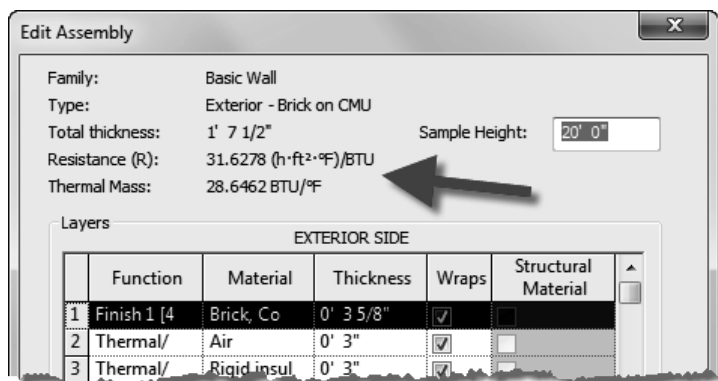 Edit Assembly
x
Family: Basic Wall
Type: Exterior - Brick on CMU
Total thickness: 1' 7 1/2" Sample Height: 20' 0"
Resistance (R): 31.6278 (h·ft²·°F)/BTU
Thermal Mass: 28.6462 BTU/°F
Layers
EXTERIOR SIDE
Function Material Thickness Wraps Structural Material
1 Finish 1 [4 Brick, Co 0' 3 5/8"
2 Thermal/ Air 0' 3"
3 Thermal/ Rigid insul 0' 3"